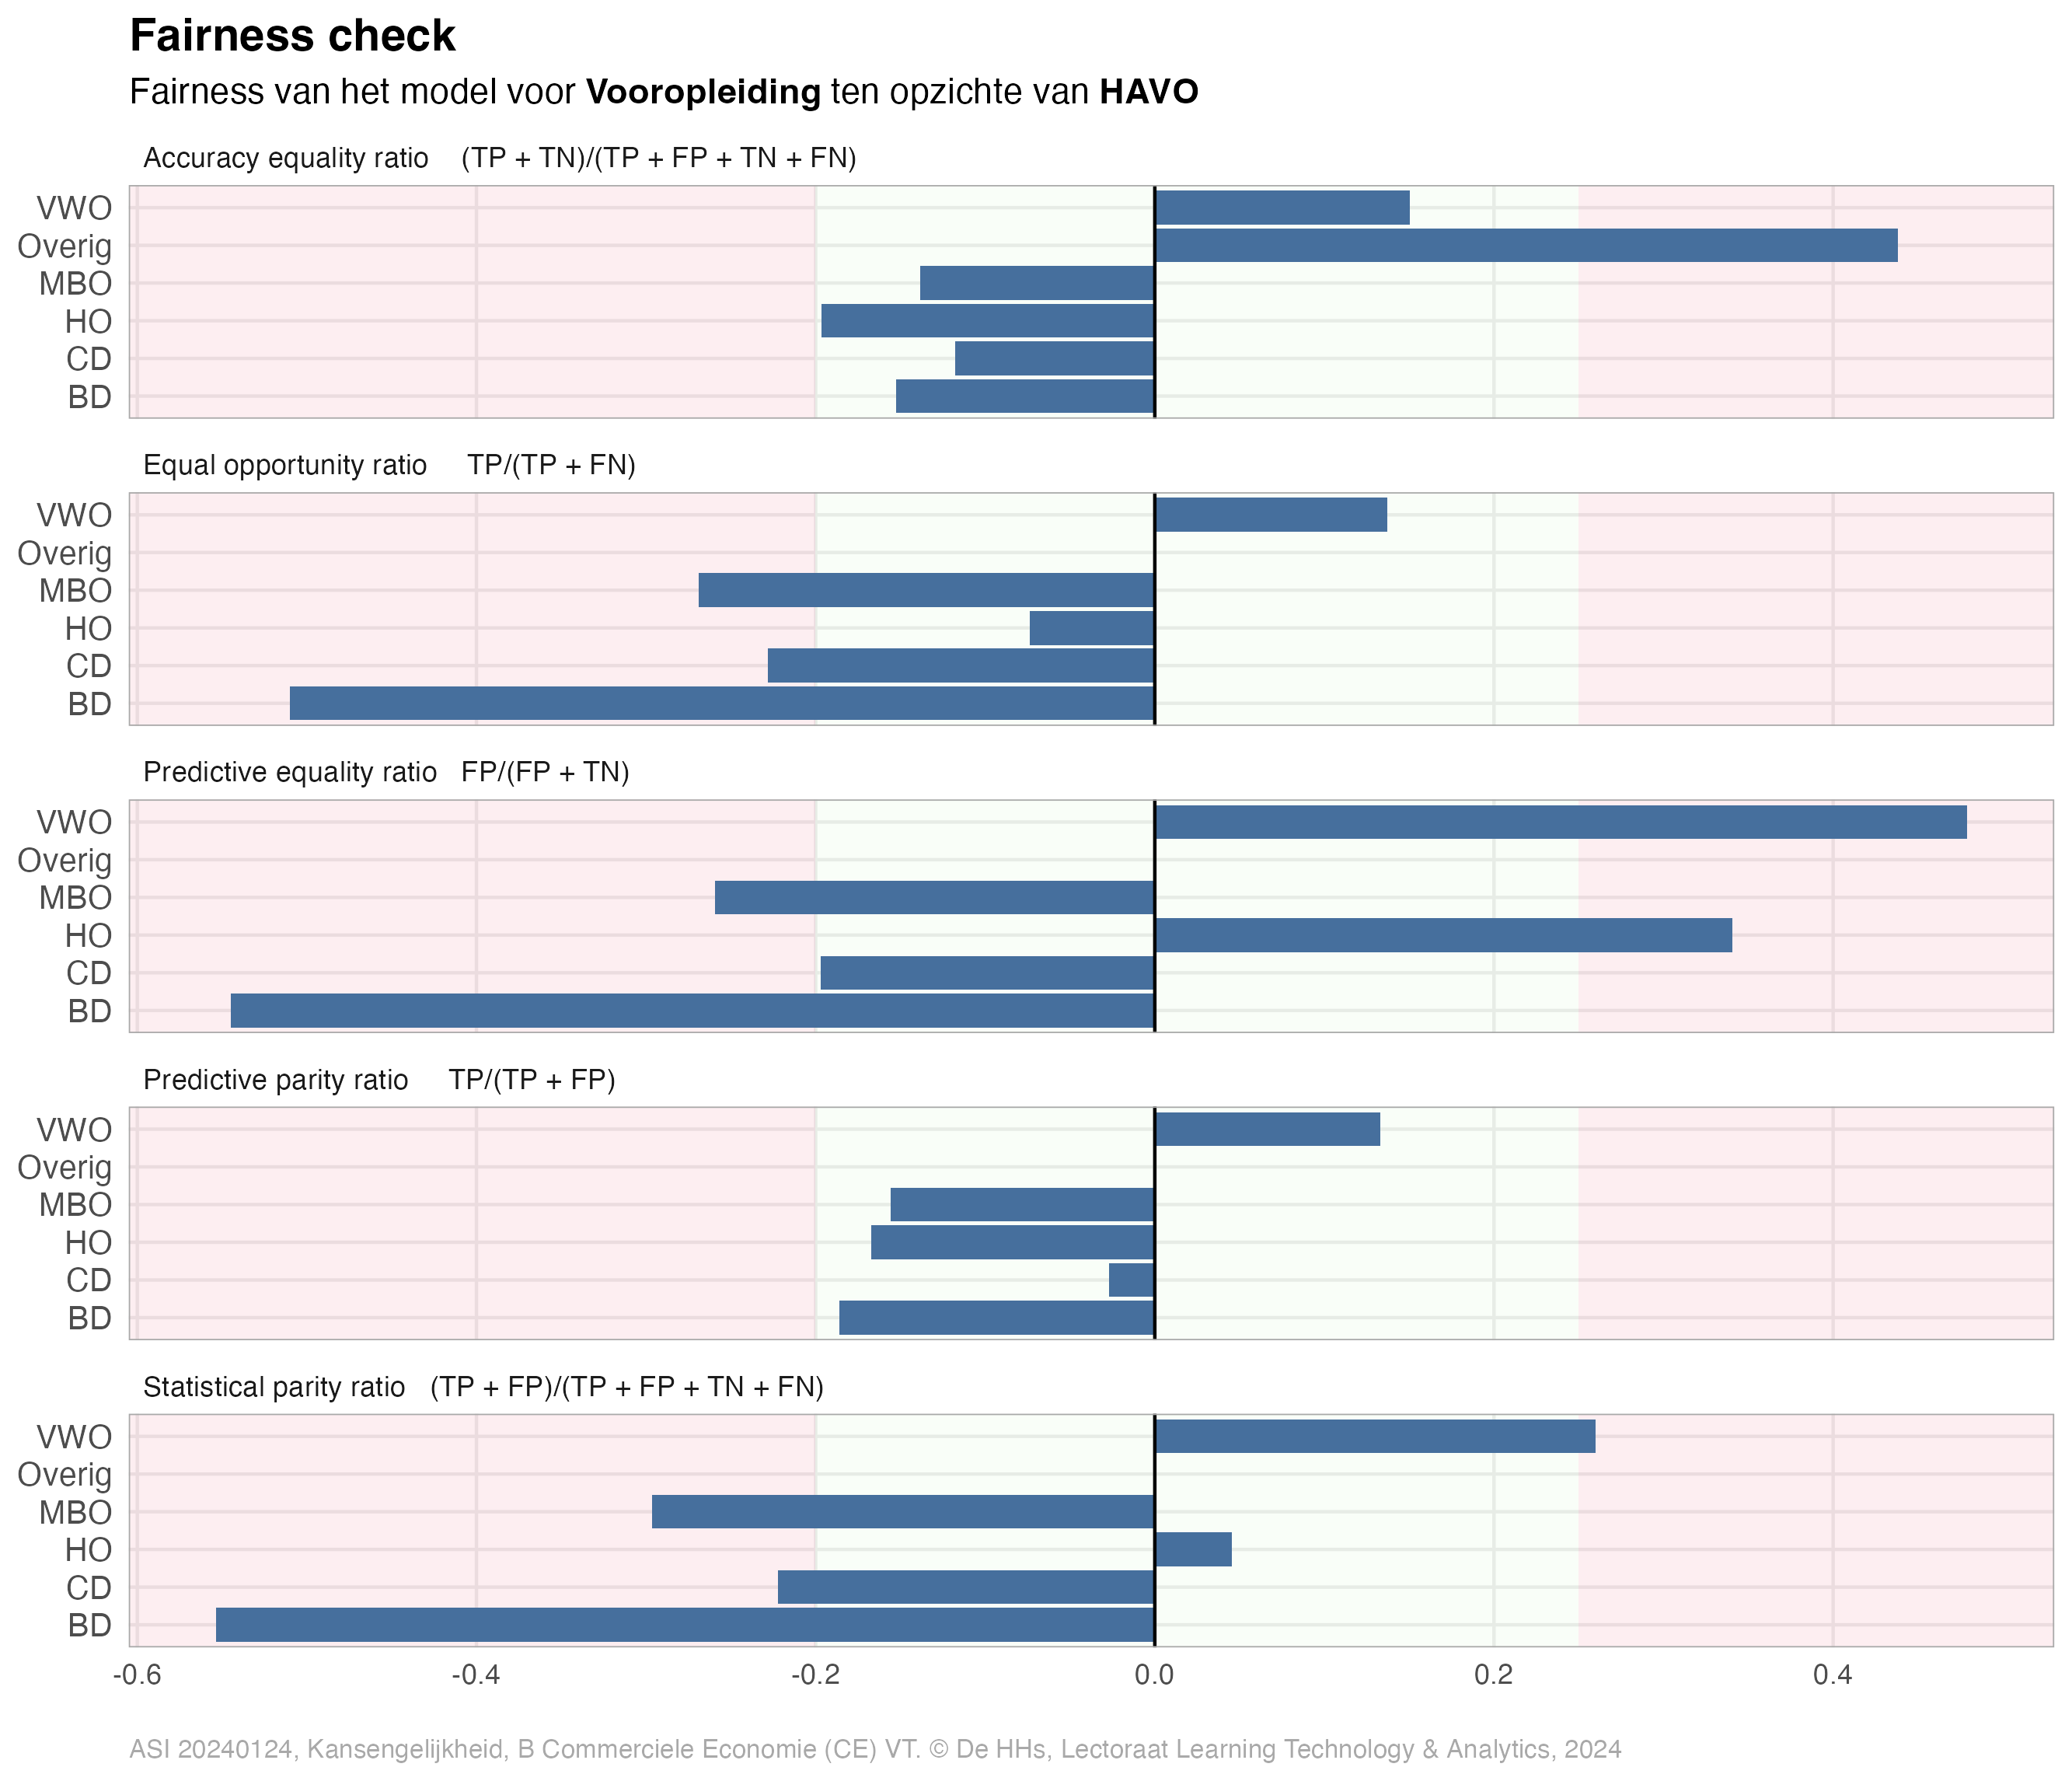 Fairness check
Fairness van het model voor Vooropleiding ten opzichte van HAVO
Accuracy equality ratio (TP + TN)/(TP + FP + TN + FN)
VWO
Overig
MBO
HO
CD
BD
Equal opportunity ratio TP/(TP + FN)
VWO
Overig
MBO
HO
CD
BD
Predictive equality ratio FP/(FP + TN)
VWO
Overig
MBO
HO
CD
BD
Predictive parity ratio TP/(TP + FP)
VWO
Overig
MBO
HO
CD
BD
Statistical parity ratio (TP + FP)/(TP + FP + TN + FN)
VWO
Overig
MBO
HO
CD
BD
-0.6 -0.4 -0.2 0.0 0.2 0.4
ASI 20240124, Kansengelijkheid, B Commerciele Economie (CE) VT. © De HHs, Lectoraat Learning Technology & Analytics, 2024